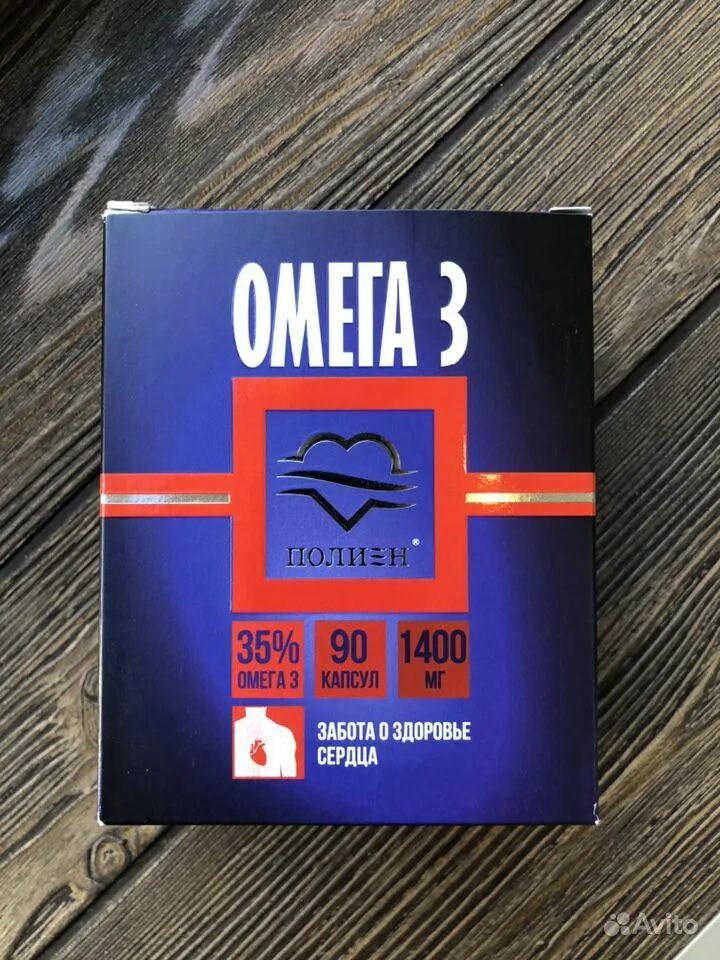 ОМЕГА 3
ПОЛИЕН®
35%
ОМЕГА 3
90
КАПСУЛ
1400
МГ
ЗАБОТА О ЗДОРОВЬЕ
СЕРДЦА
Avito